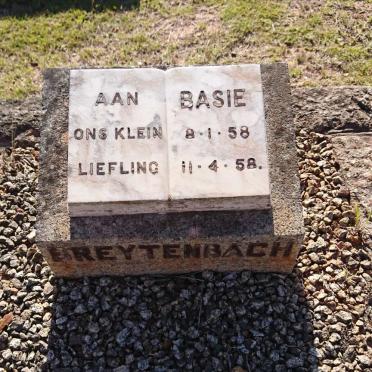 AAN
ONS KLEIN
LIEFLING
BASIE
8-1-58
11-4-58.
BREYTENBACH